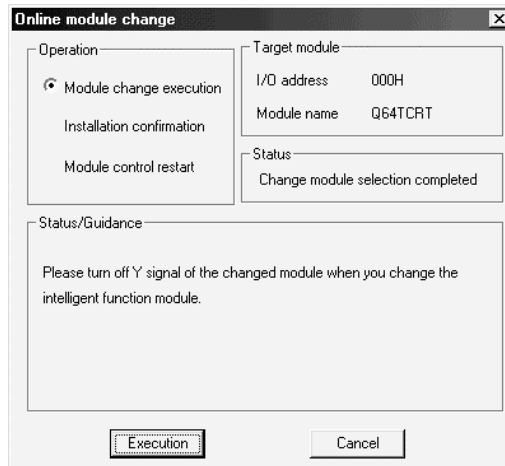 Online module change
Operation
Module change execution
Installation confirmation
Module control restart
Target module
I/O address 000H
Module name Q64TCRT
Status
Change module selection completed
Status/Guidance
Please turn off Y signal of the changed module when you change the
intelligent function module.
Execution Cancel